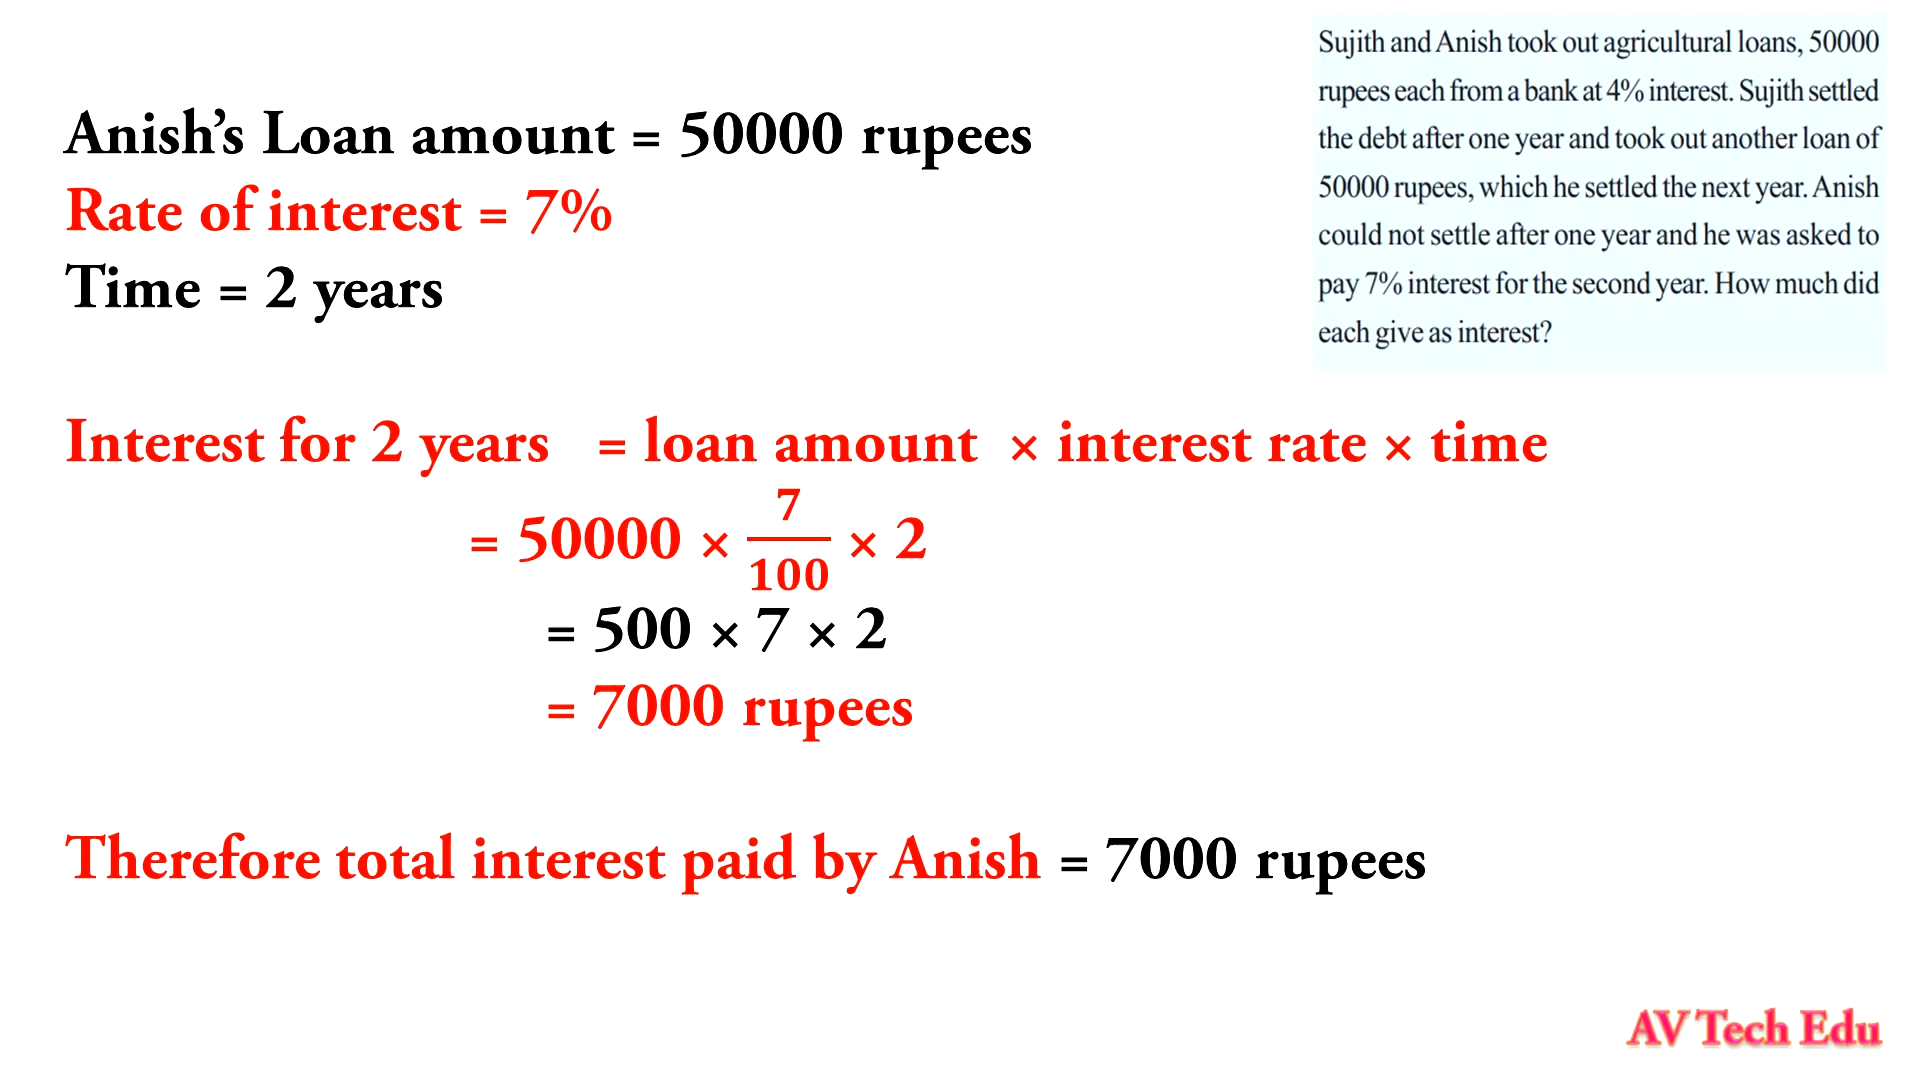 Anish’s Loan amount = 50000 rupees
Rate of interest = 7%
Time = 2 years
Interest for 2 years = loan amount × interest rate × time
= 50000 × 7/100 × 2
= 500 × 7 × 2
= 7000 rupees
Therefore total interest paid by Anish = 7000 rupees
Sujith and Anish took out agricultural loans, 50000
rupees each from a bank at 4% interest. Sujith settled
the debt after one year and took out another loan of
50000 rupees, which he settled the next year. Anish
could not settle after one year and he was asked to
pay 7% interest for the second year. How much did
each give as interest?
AV Tech Edu